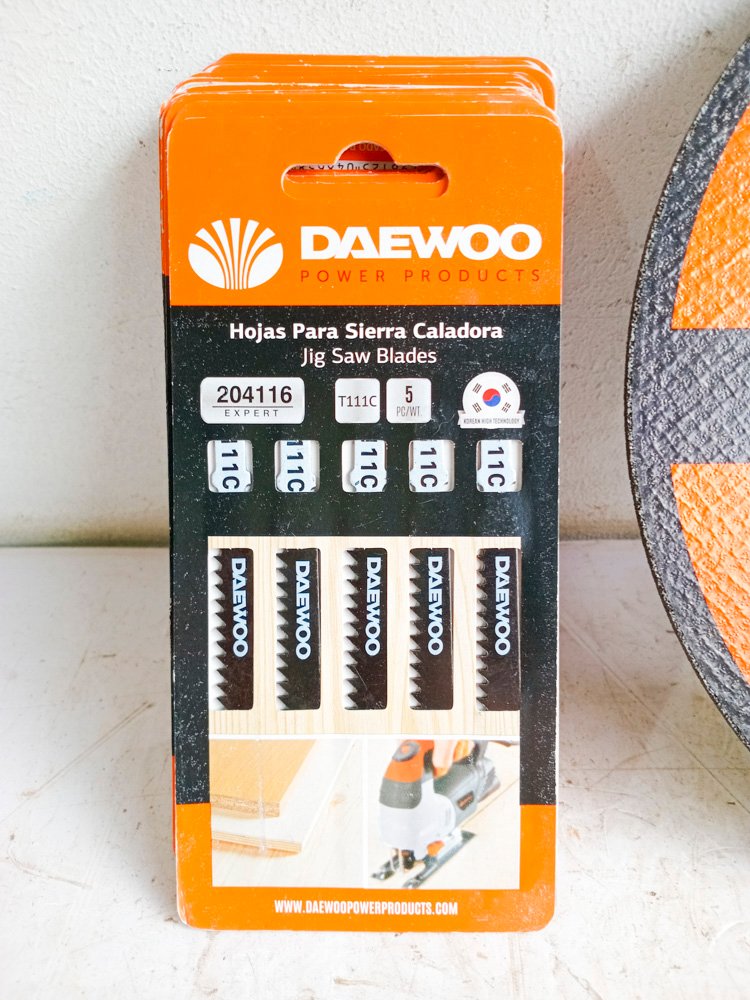 DAEWOO
POWER PRODUCTS
Hojas Para Sierra Caladora
Jig Saw Blades
204116
EXPERT
T111C
5
PC/WT.
KOREAN HIGH TECHNOLOGY
11C
11C
11C
11C
11C
DAEWOO
DAEWOO
DAEWOO
DAEWOO
DAEWOO
WWW.DAEWOOPOWERPRODUCTS.COM